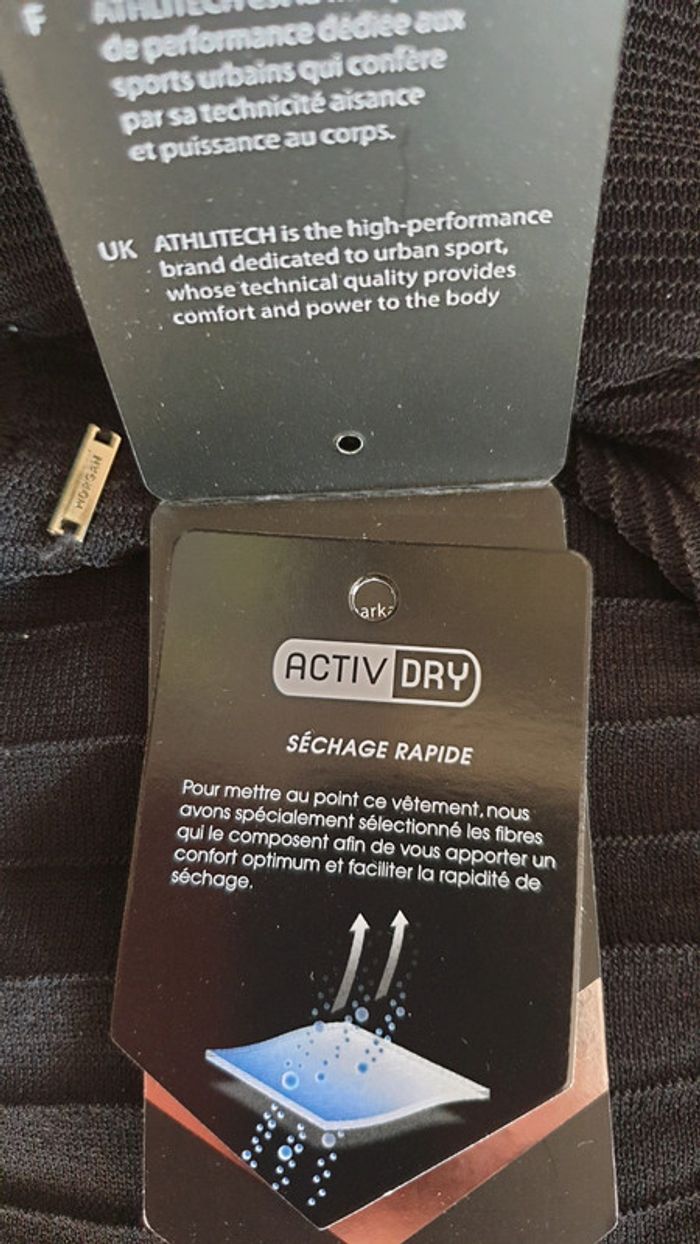 F
ATHLITECH
de performance dédiée aux
sports urbains qui confère
par sa technicité aisance
et puissance au corps.
UK ATHLITECH is the high-performance
brand dedicated to urban sport,
whose technical quality provides
comfort and power to the body
arka
ACTIV DRY
SÉCHAGE RAPIDE
Pour mettre au point ce vêtement, nous
avons spécialement sélectionné les fibres
qui le composent afin de vous apporter un
confort optimum et faciliter la rapidité de
séchage.